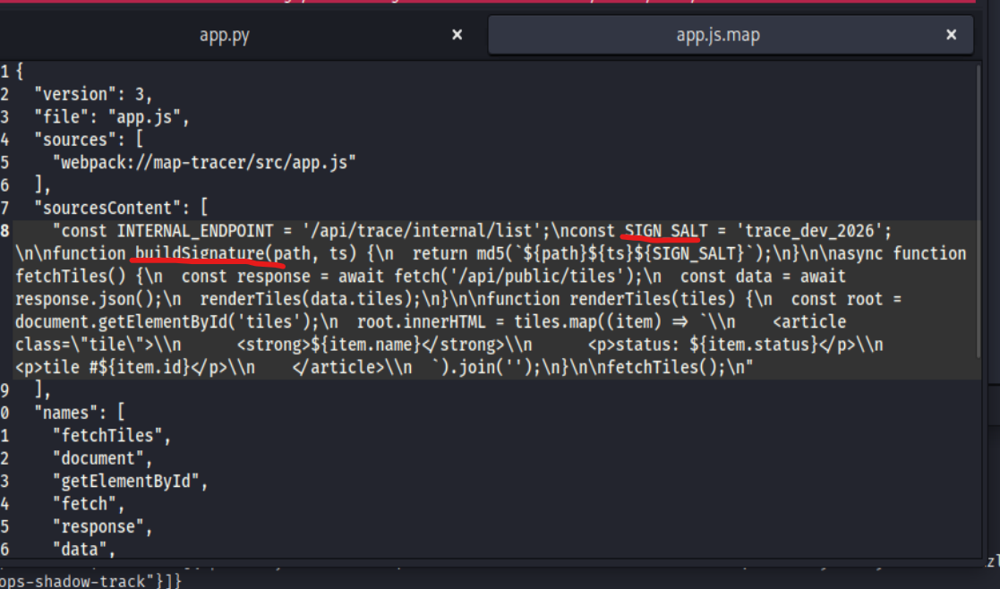 app.py × app.js.map ×
1 {
2 "version": 3,
3 "file": "app.js",
4 "sources": [
5 "webpack://map-tracer/src/app.js"
6 ],
7 "sourcesContent": [
8 "const INTERNAL_ENDPOINT = '/api/trace/internal/list';\nconst SIGN_SALT = 'trace_dev_2026';
\n\nfunction buildSignature(path, ts) {\n return md5(`${path}${ts}${SIGN_SALT}`);\n}\n\nasync function
fetchTiles() {\n const response = await fetch('/api/public/tiles');\n const data = await
response.json();\n renderTiles(data.tiles);\n}\n\nfunction renderTiles(tiles) {\n const root =
document.getElementById('tiles');\n root.innerHTML = tiles.map((item) => `\\n <article
class=\"tile\">\\n <strong>${item.name}</strong>\\n <p>status: ${item.status}</p>\\n
<p>tile #${item.id}</p>\\n </article>\\n `).join('');\n}\n\nfetchTiles();\n"
9 ],
0 "names": [
1 "fetchTiles",
2 "document",
3 "getElementById",
4 "fetch",
5 "response",
6 "data",
ops-shadow-track"}]}